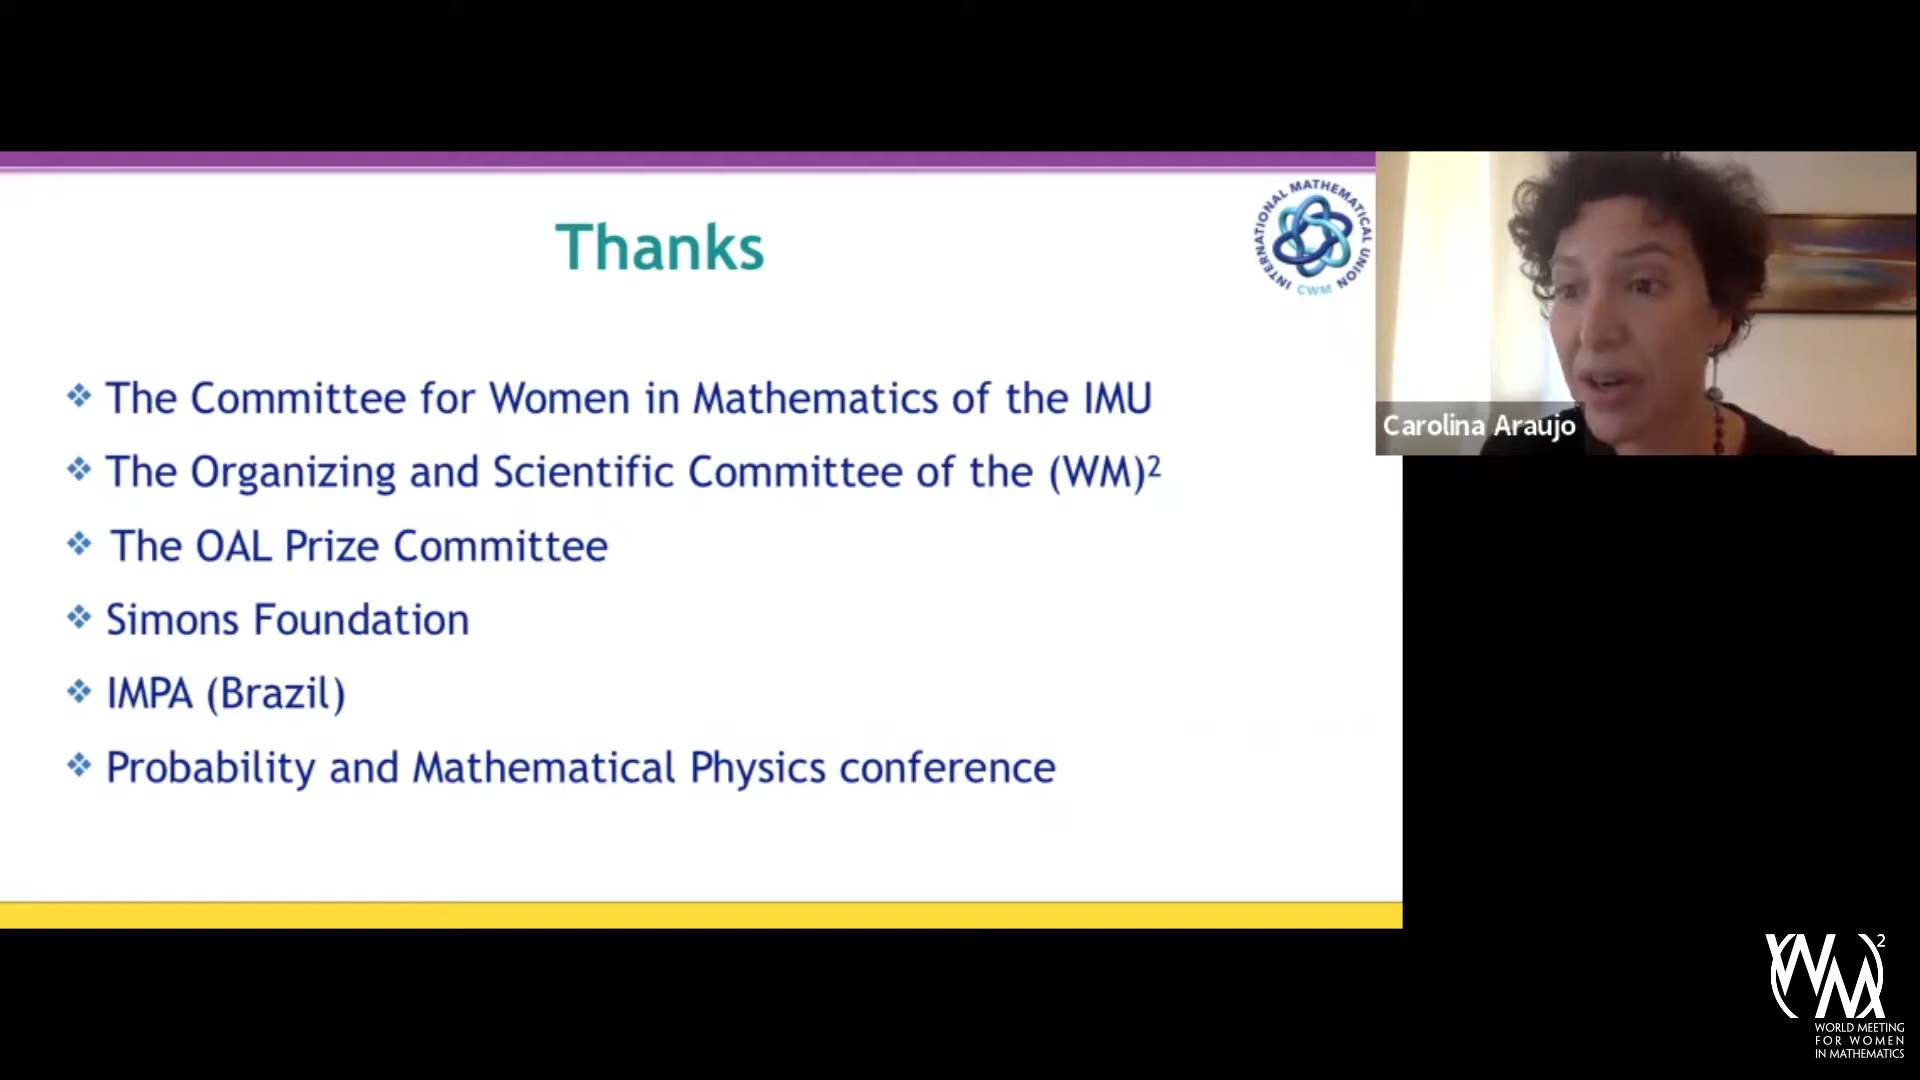 Thanks
INTERNATIONAL MATHEMATICAL UNION
CWM
❖ The Committee for Women in Mathematics of the IMU
❖ The Organizing and Scientific Committee of the (WM)²
❖ The OAL Prize Committee
❖ Simons Foundation
❖ IMPA (Brazil)
❖ Probability and Mathematical Physics conference
Carolina Araujo
(WM)²
WORLD MEETING
FOR WOMEN
IN MATHEMATICS